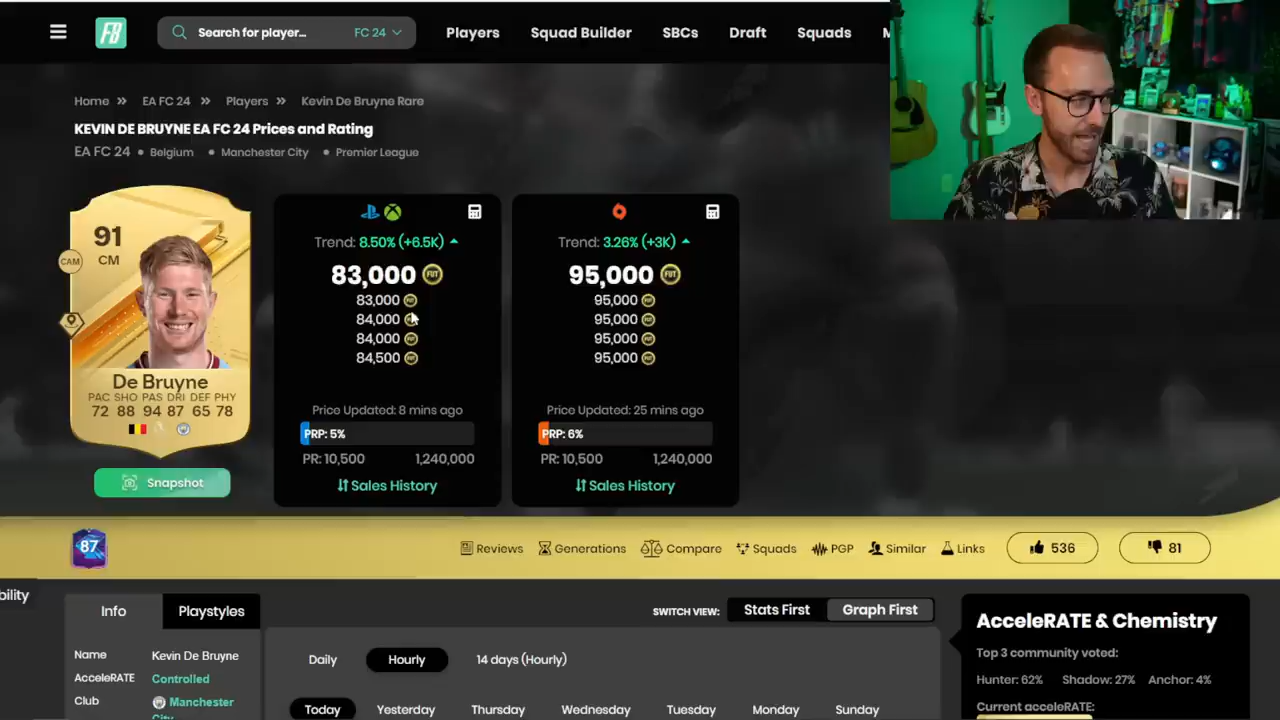 FB
Search for player...
FC 24
Players
Squad Builder
SBCs
Draft
Squads
M
Home » EA FC 24 » Players » Kevin De Bruyne Rare
KEVIN DE BRUYNE EA FC 24 Prices and Rating
EA FC 24 • Belgium • Manchester City • Premier League
91
CM
CAM
De Bruyne
PAC SHO PAS DRI DEF PHY
72 88 94 87 65 78
Snapshot
Trend: 8.50% (+6.5K)
83,000 FUT
83,000
84,000
84,000
84,500
Price Updated: 8 mins ago
PRP: 5%
PR: 10,500 1,240,000
Sales History
Trend: 3.26% (+3K)
95,000 FUT
95,000
95,000
95,000
95,000
Price Updated: 25 mins ago
PRP: 6%
PR: 10,500 1,240,000
Sales History
87
Reviews
Generations
Compare
Squads
PGP
Similar
Links
536
81
bility
Info
Playstyles
Name Kevin De Bruyne
AcceleRATE Controlled
Club Manchester
City
SWITCH VIEW:
Stats First
Graph First
Daily
Hourly
14 days (Hourly)
Today
Yesterday
Thursday
Wednesday
Tuesday
Monday
Sunday
AcceleRATE & Chemistry
Top 3 community voted:
Hunter: 62% Shadow: 27% Anchor: 4%
Current acceleRATE: